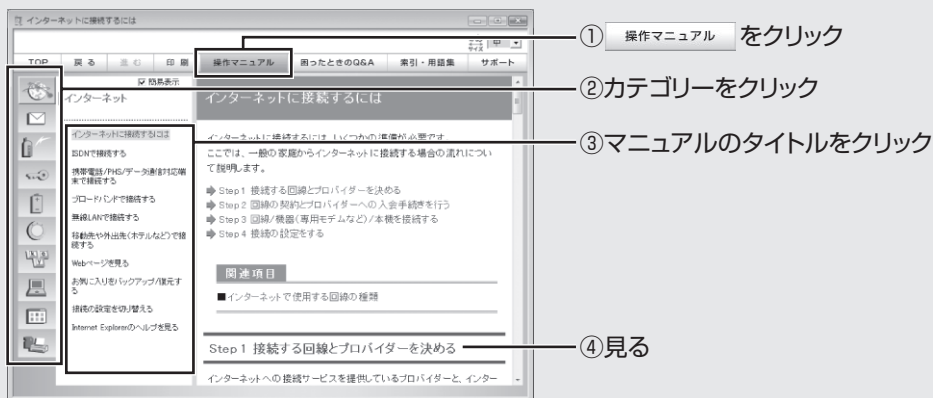 インターネットに接続するには
サイズ 中
TOP 戻る 進む 印刷 操作マニュアル 困ったときのQ&A 索引・用語集 サポート
簡易表示
インターネット
インターネットに接続するには
ISDNで接続する
携帯電話/PHS/データ通信対応端
末で接続する
ブロードバンドで接続する
無線LANで接続する
移動先や外出先(ホテルなど)で接
続する
Webページを見る
お気に入りをバックアップ/復元す
る
接続の設定を切り替える
Internet Explorerのヘルプを見る
インターネットに接続するには
インターネットに接続するには、いくつかの準備が必要です。
ここでは、一般の家庭からインターネットに接続する場合の流れについ
て説明します。
Step1 接続する回線とプロバイダーを決める
Step2 回線の契約とプロバイダーへの入会手続きを行う
Step3 回線/機器(専用モデムなど)/本機を接続する
Step4 接続の設定をする
関連項目
■インターネットで使用する回線の種類
Step1 接続する回線とプロバイダーを決める
インターネットへの接続サービスを提供しているプロバイダーと、インター
① 操作マニュアル をクリック
②カテゴリーをクリック
③マニュアルのタイトルをクリック
④見る